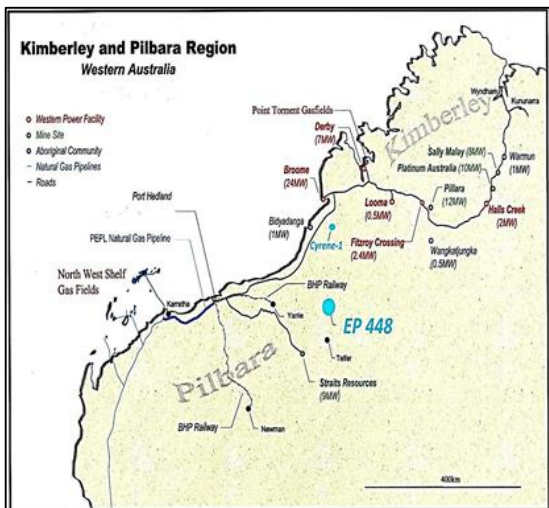 Kimberley and Pilbara Region
Western Australia
Western Power Facility
Mine Site
Aboriginal Community
Natural Gas Pipelines
Roads
Wyndham
Kununurra
Kimberley
Point Torment Gasfields
Derby
(7MW)
Sally Malay (8MW)
Platinum Australia (10MW)
Warmun
(1MW)
Broome
(24MW)
Looma
(0.5MW)
Pillara
(12MW)
Halls Creek
(2MW)
Port Hedland
Bidyadanga
(1MW)
Cyrene-1
Fitzroy Crossing
(2.4MW)
Wangkatjungka
(0.5MW)
PEPL Natural Gas Pipeline
North West Shelf
Gas Fields
Karratha
BHP Railway
Yarrie
EP 448
Telfer
Pilbara
Straits Resources
(9MW)
BHP Railway
Newman
400km